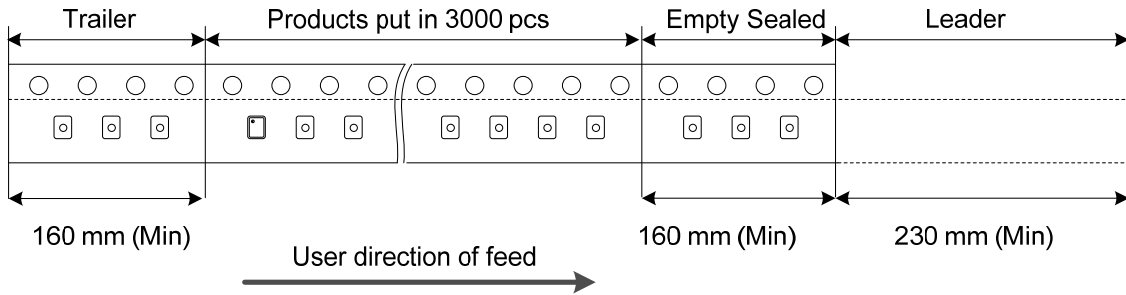 Trailer
Products put in 3000 pcs
Empty Sealed
Leader
160 mm (Min)
160 mm (Min)
230 mm (Min)
User direction of feed